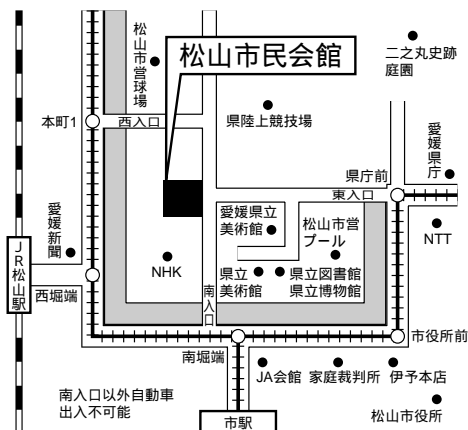 松山市民会館
松山市営球場
二之丸史跡
庭園
本町1
西入口
県陸上競技場
愛媛県庁
県庁前
東入口
愛媛新聞
愛媛県立
美術館
松山市営
プール
NTT
JR松山駅
西堀端
NHK
南入口
県立
美術館
県立図書館
県立博物館
市役所前
南堀端
JA会館
家庭裁判所
伊予本店
南入口以外自動車
出入不可能
市駅
松山市役所